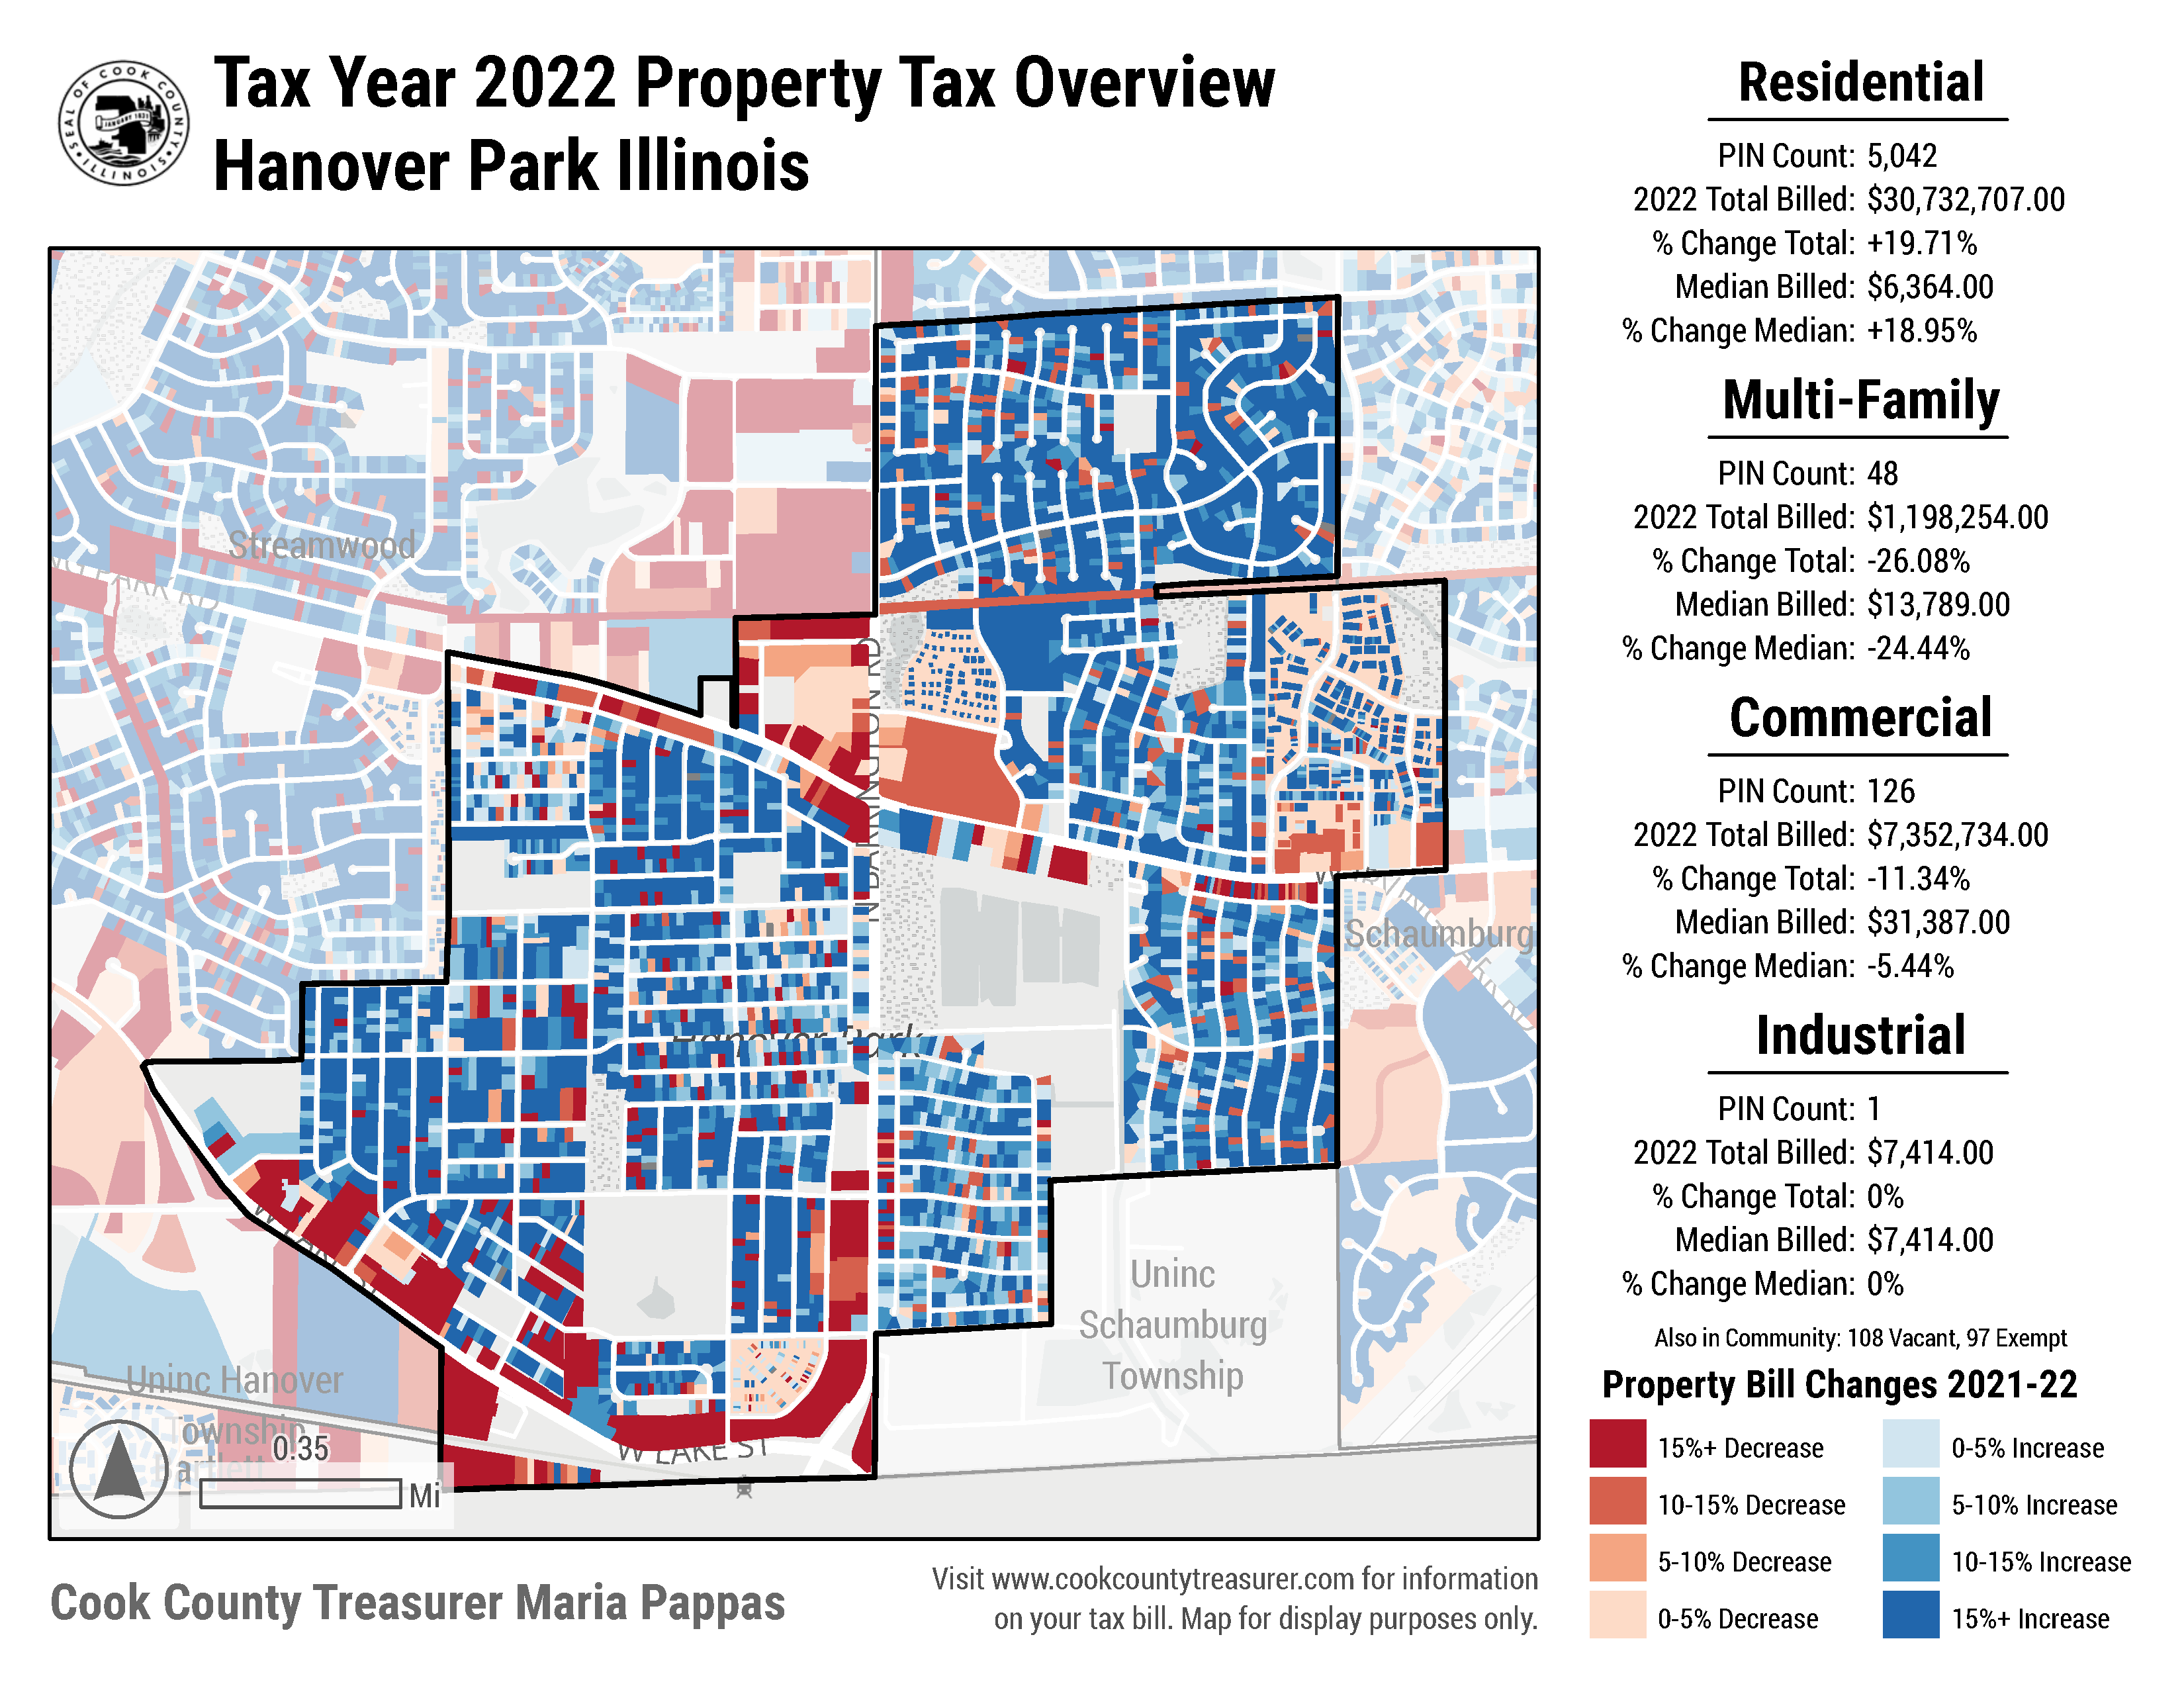 SEAL OF COOK COUNTY
ILLINOIS
JANUARY 1831
Tax Year 2022 Property Tax Overview
Hanover Park Illinois
Residential
PIN Count: 5,042
2022 Total Billed: $30,732,707.00
% Change Total: +19.71%
Median Billed: $6,364.00
% Change Median: +18.95%
Multi-Family
PIN Count: 48
2022 Total Billed: $1,198,254.00
% Change Total: -26.08%
Median Billed: $13,789.00
% Change Median: -24.44%
Commercial
PIN Count: 126
2022 Total Billed: $7,352,734.00
% Change Total: -11.34%
Median Billed: $31,387.00
% Change Median: -5.44%
Industrial
PIN Count: 1
2022 Total Billed: $7,414.00
% Change Total: 0%
Median Billed: $7,414.00
% Change Median: 0%
Also in Community: 108 Vacant, 97 Exempt
Property Bill Changes 2021-22
15%+ Decrease
10-15% Decrease
5-10% Decrease
0-5% Decrease
0-5% Increase
5-10% Increase
10-15% Increase
15%+ Increase
Streamwood
PARK RD
N BARRINGTON RD
Schaumburg
Hanover Park
Uninc
Schaumburg
Township
Uninc Hanover
Township
Bartlett
W LAKE ST
0.35
Mi
Cook County Treasurer Maria Pappas
Visit www.cookcountytreasurer.com for information
on your tax bill. Map for display purposes only.